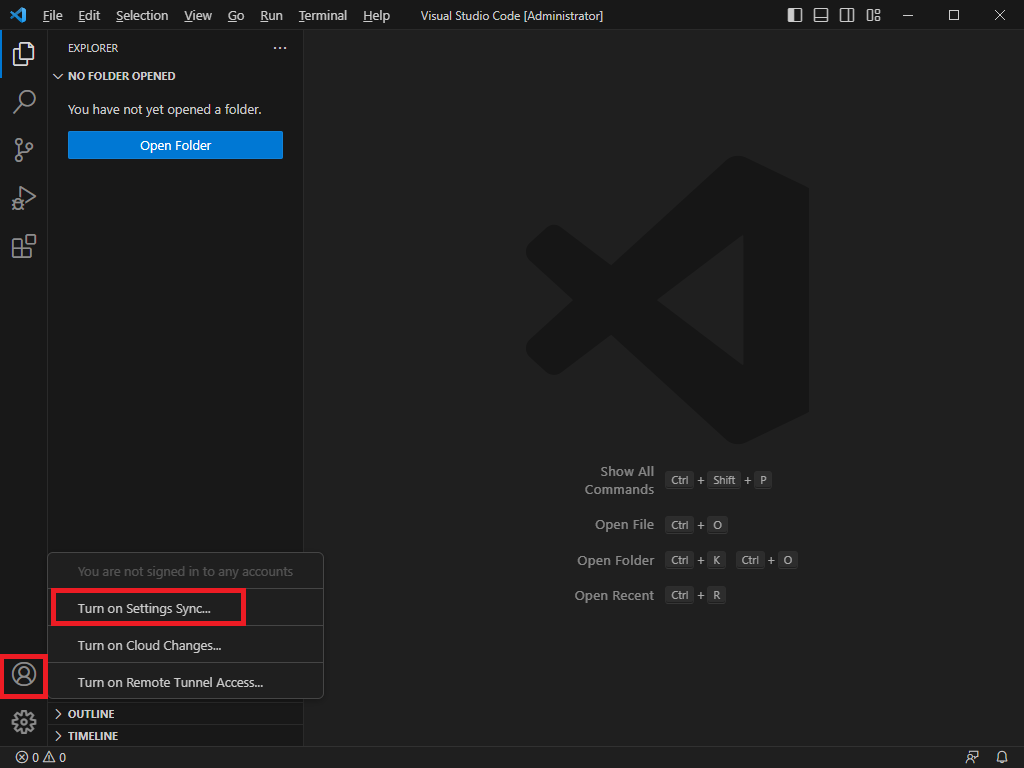 File Edit Selection View Go Run Terminal Help Visual Studio Code [Administrator]
EXPLORER
NO FOLDER OPENED
You have not yet opened a folder.
Open Folder
Show All
Commands Ctrl + Shift + P
Open File Ctrl + O
Open Folder Ctrl + K Ctrl + O
Open Recent Ctrl + R
You are not signed in to any accounts
Turn on Settings Sync...
Turn on Cloud Changes...
Turn on Remote Tunnel Access...
OUTLINE
TIMELINE
0 0